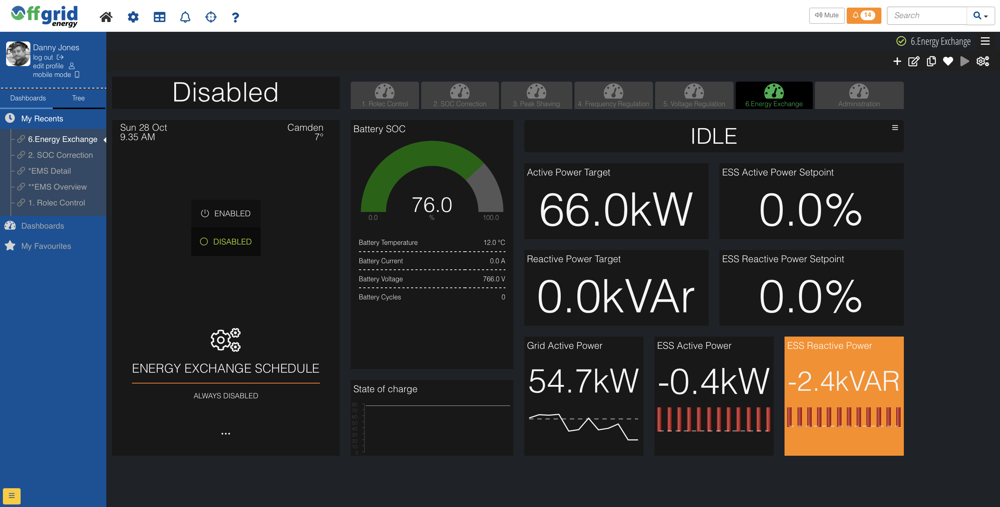 offgrid
energy
?
Mute
14
Search
Danny Jones
log out
edit profile
mobile mode
Dashboards
Tree
My Recents
6.Energy Exchange
2. SOC Correction
*EMS Detail
**EMS Overview
1. Rolec Control
Dashboards
My Favourites
6.Energy Exchange
Disabled
1. Rolec Control
2. SOC Correction
3. Peak Shaving
4. Frequency Regulation
5. Voltage Regulation
6.Energy Exchange
Administration
Sun 28 Oct
9.35 AM
Camden
7°
ENABLED
DISABLED
ENERGY EXCHANGE SCHEDULE
ALWAYS DISABLED
...
Battery SOC
76.0
0.0
%
100.0
Battery Temperature 12.0 °C
Battery Current 0.0 A
Battery Voltage 766.0 V
Battery Cycles 0
State of charge
80
70
60
50
40
30
20
10
0
IDLE
Active Power Target
66.0kW
ESS Active Power Setpoint
0.0%
Reactive Power Target
0.0kVAr
ESS Reactive Power Setpoint
0.0%
Grid Active Power
54.7kW
ESS Active Power
-0.4kW
ESS Reactive Power
-2.4kVAR